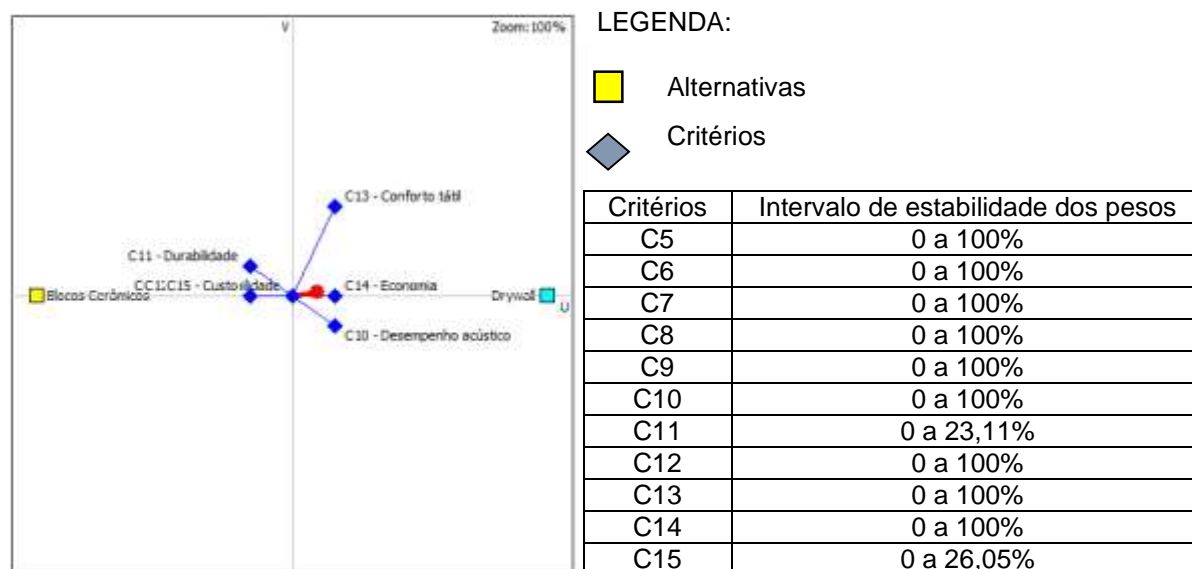 V
Zoom: 100%
C13 - Conforto tátil
C11 - Durabilidade
C15 - Custo
C14 - Economia
Blocos Cerâmicos
Drywall
U
C10 - Desempenho acústico
LEGENDA:
Alternativas
Critérios
Critérios Intervalo de estabilidade dos pesos
C5 0 a 100%
C6 0 a 100%
C7 0 a 100%
C8 0 a 100%
C9 0 a 100%
C10 0 a 100%
C11 0 a 23,11%
C12 0 a 100%
C13 0 a 100%
C14 0 a 100%
C15 0 a 26,05%